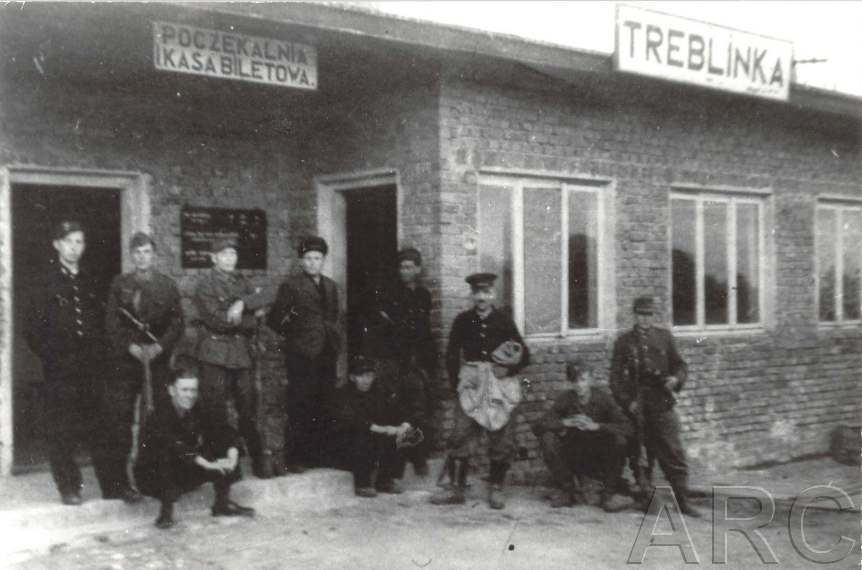 POCZEKALNIA
I KASA BILETOWA.
TREBLINKA
ARC